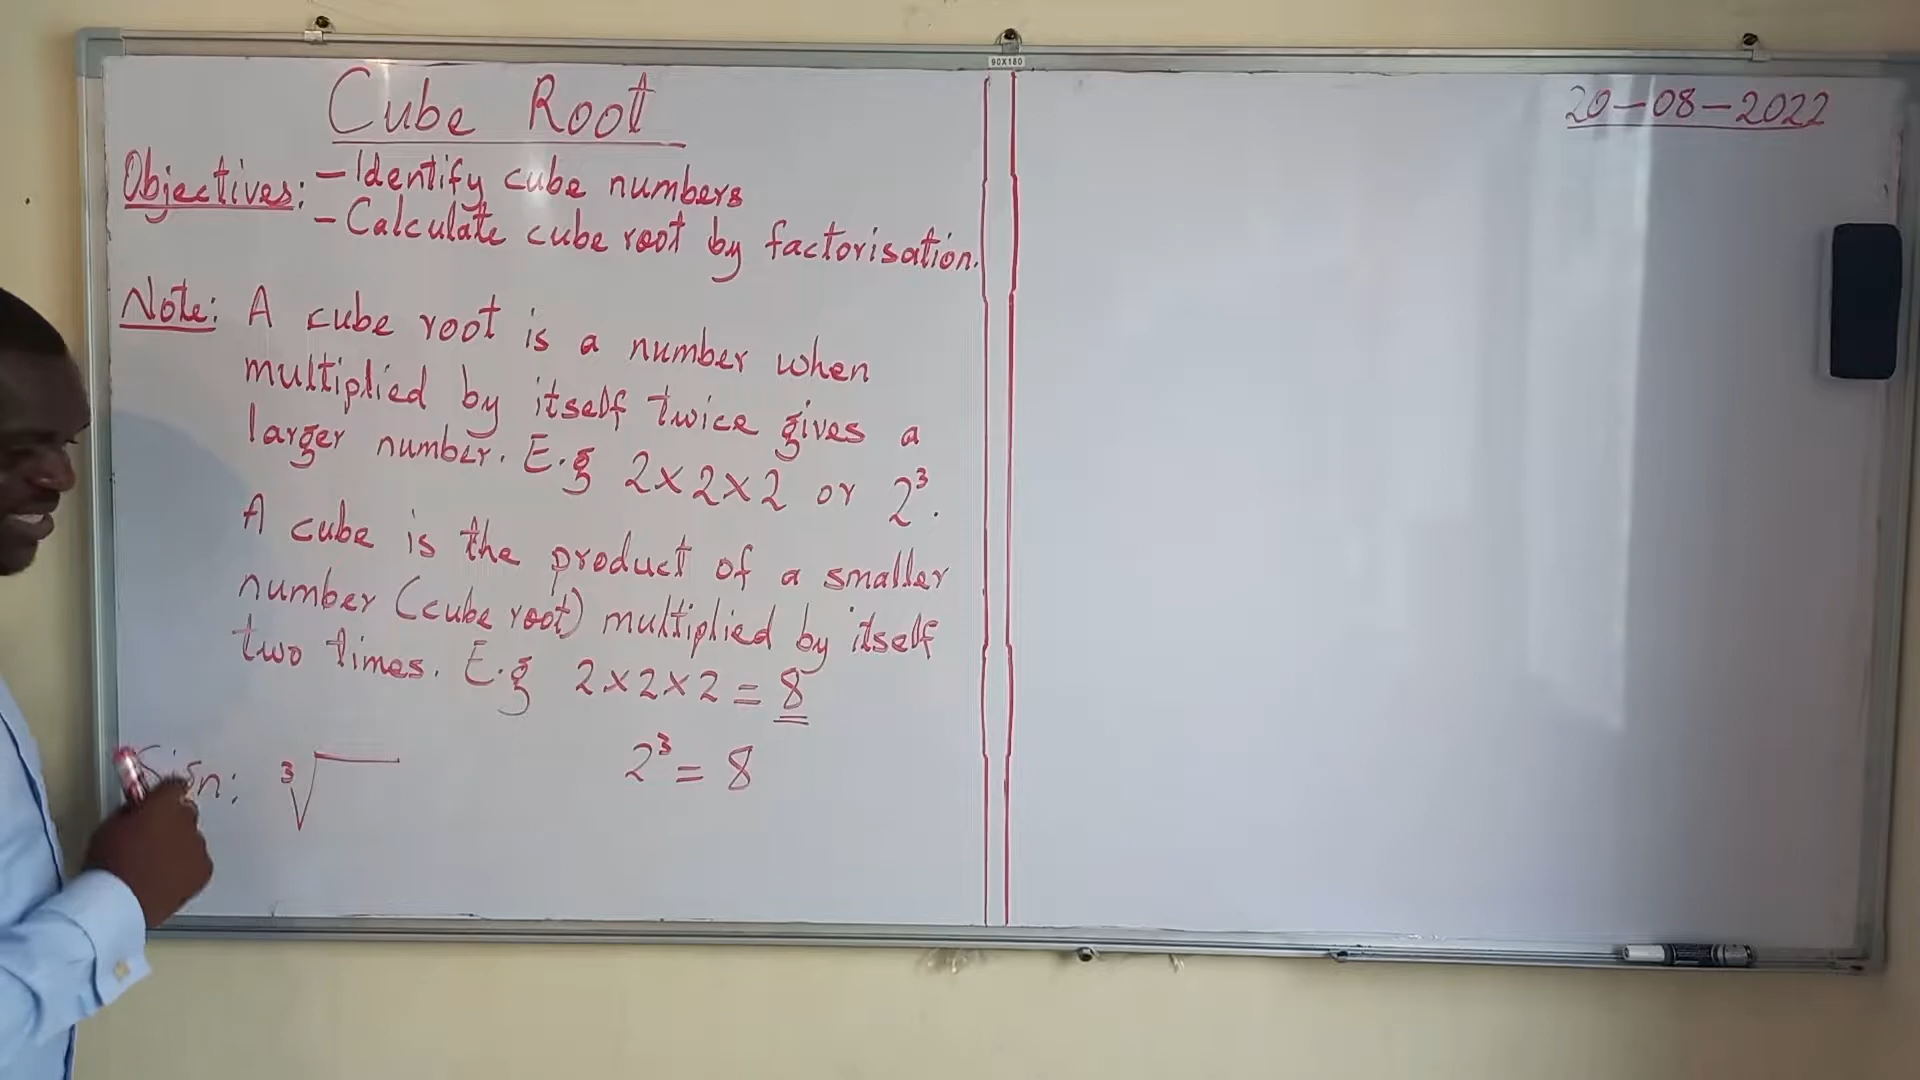 90X180
Cube Root
20-08-2022
Objectives: - Identify cube numbers
- Calculate cube root by factorisation.
Note: A cube root is a number when
multiplied by itself twice gives a
larger number. E.g 2×2×2 or 2³.
A cube is the product of a smaller
number (cube root) multiplied by itself
two times. E.g 2×2×2 = 8
2³ = 8
Sign: ∛